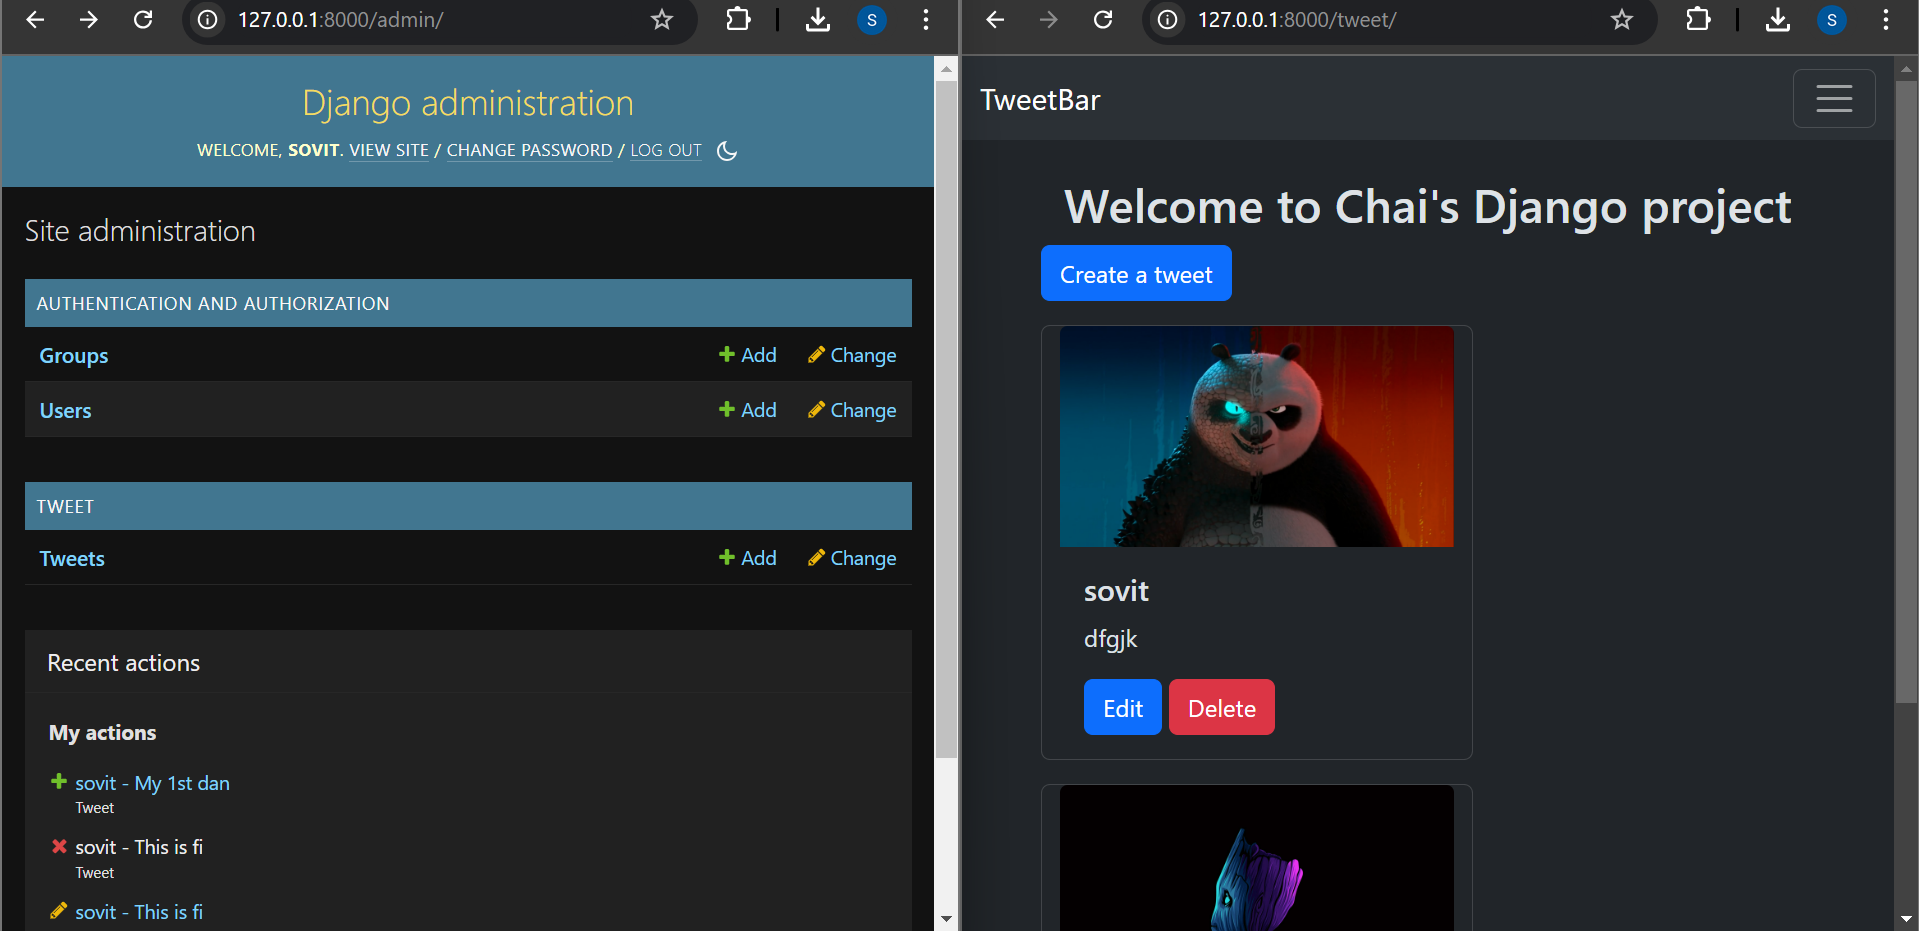 127.0.0.1:8000/admin/
S
Django administration
WELCOME, SOVIT. VIEW SITE / CHANGE PASSWORD / LOG OUT
Site administration
AUTHENTICATION AND AUTHORIZATION
Groups Add Change
Users Add Change
TWEET
Tweets Add Change
Recent actions
My actions
sovit - My 1st dan
Tweet
sovit - This is fi
Tweet
sovit - This is fi
127.0.0.1:8000/tweet/
S
TweetBar
Welcome to Chai's Django project
Create a tweet
sovit
dfgjk
Edit Delete